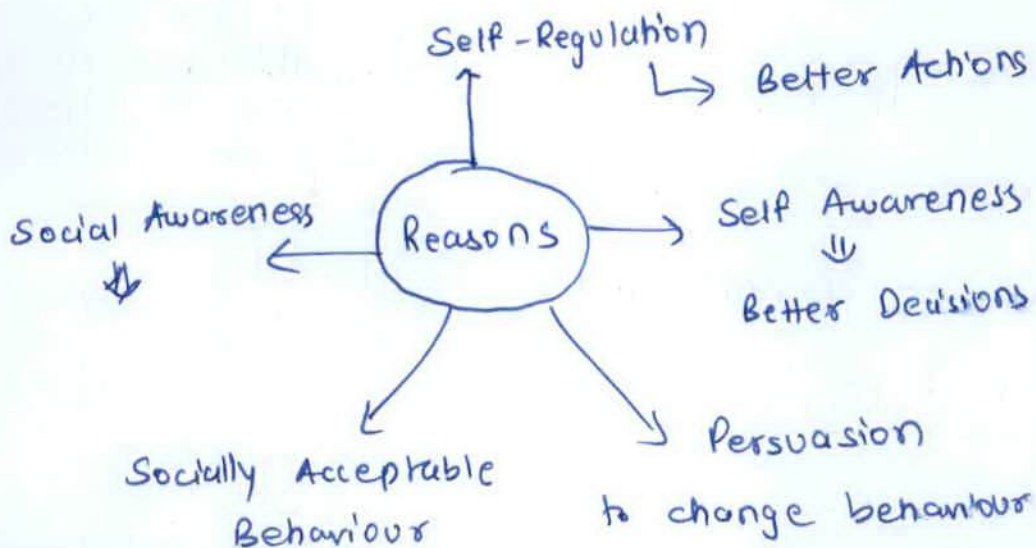 Self-Regulation
Better Actions
Social Awareness
Reasons
Self Awareness
Better Decisions
Socially Acceptable
Behaviour
Persuasion
to change behaviour